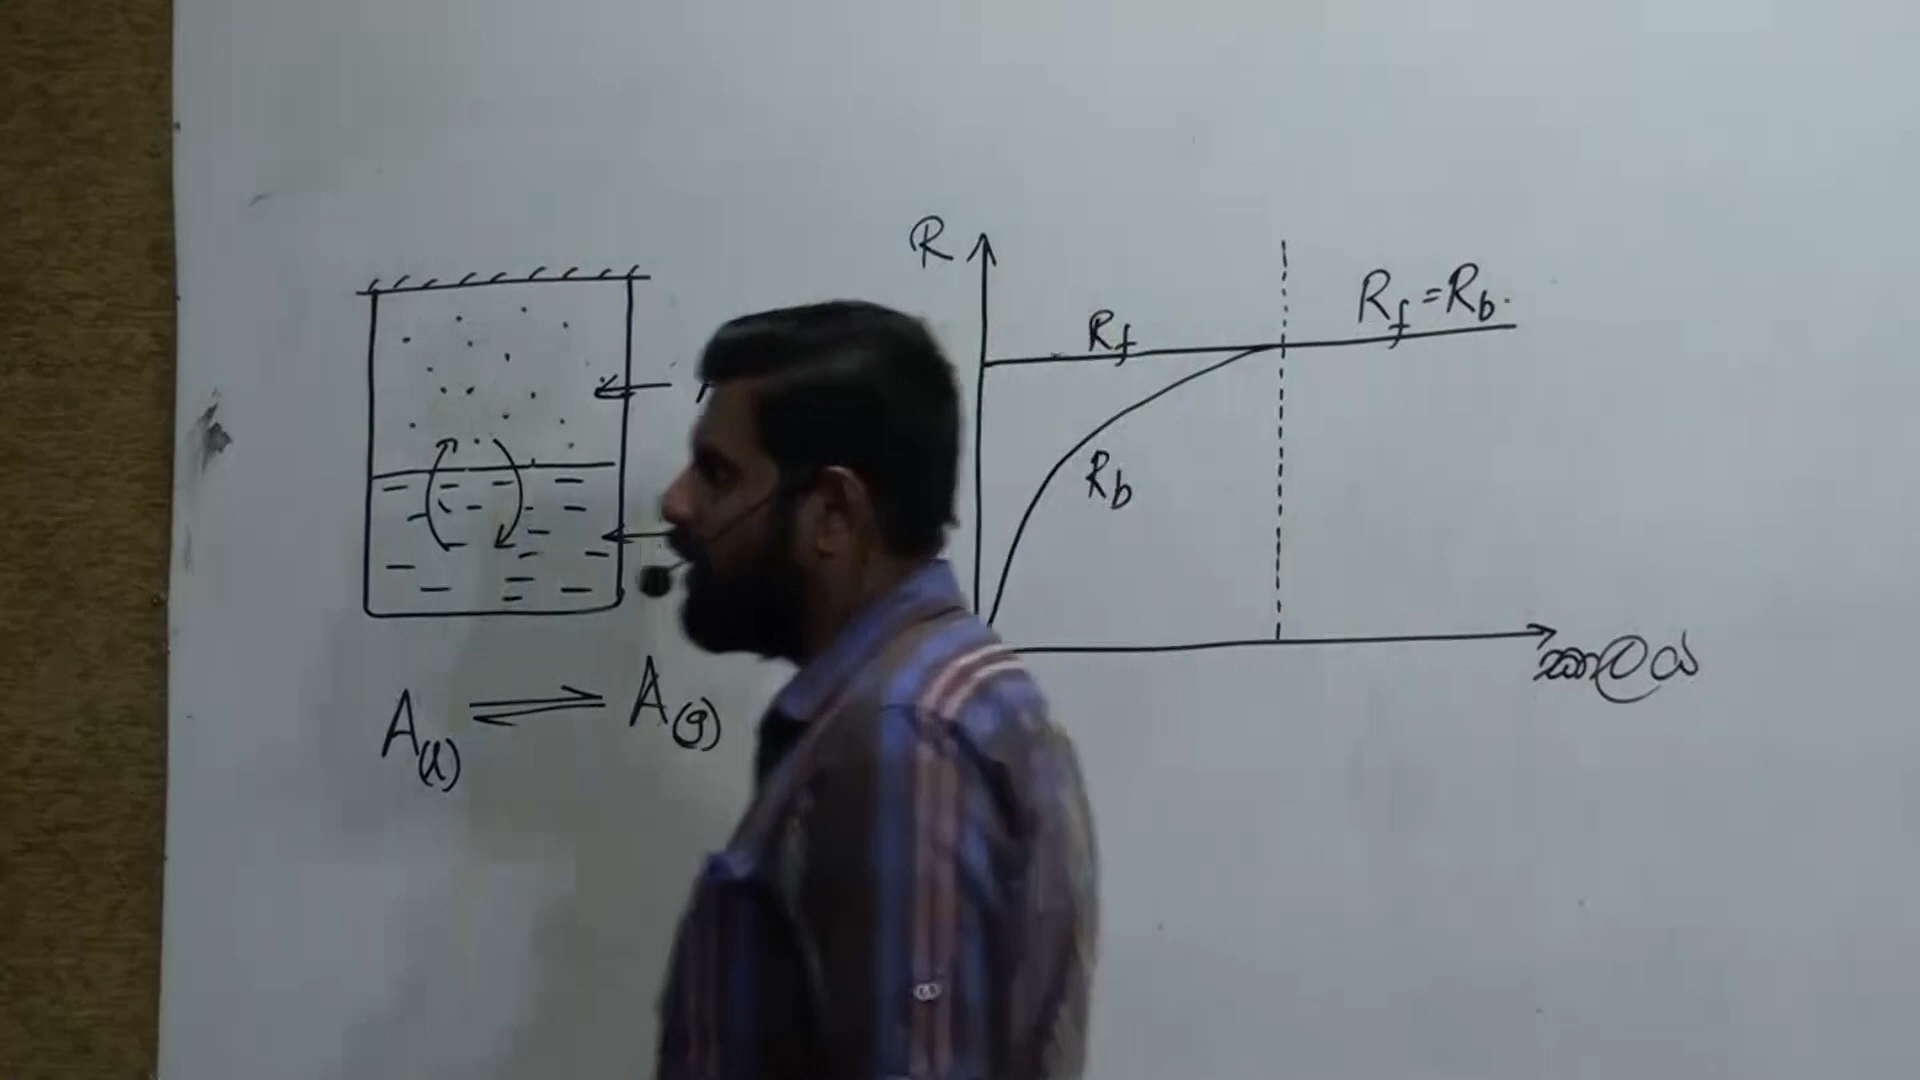 R
R_f = R_b.
R_f
R_b
කාලය
A(l) ⇌ A(g)